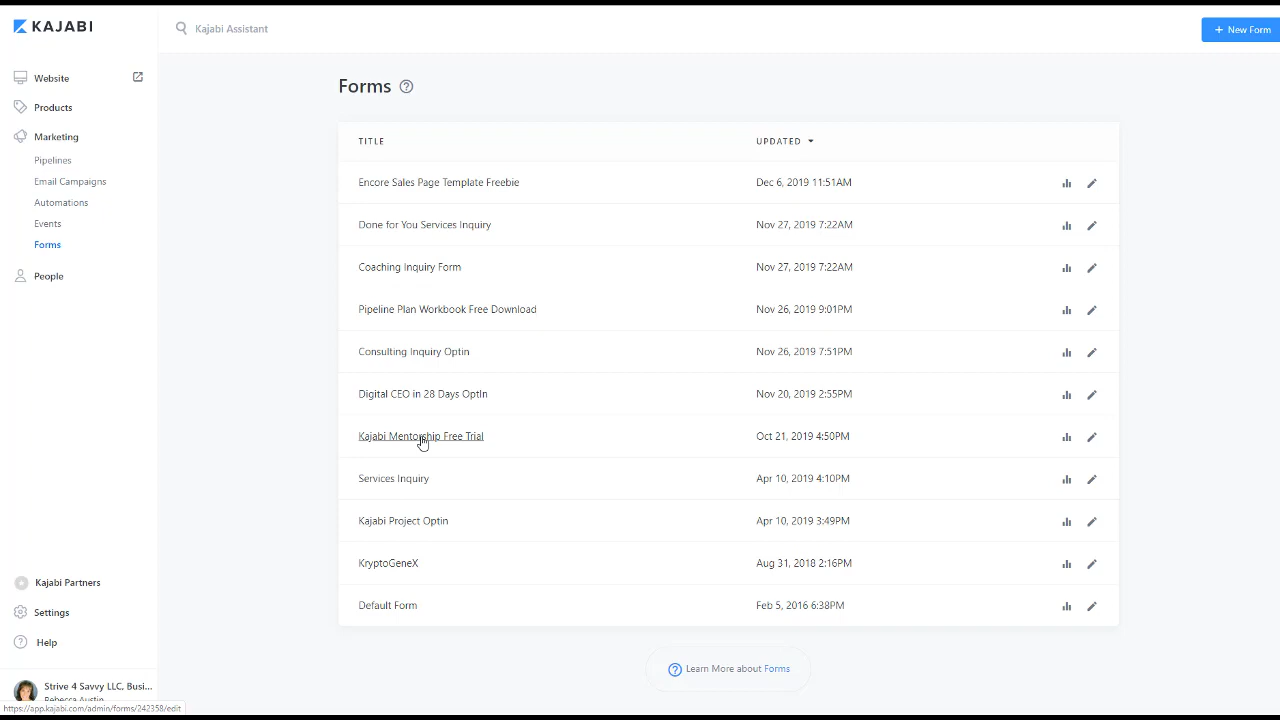 KAJABI
Kajabi Assistant
+ New Form
Website
Products
Marketing
Pipelines
Email Campaigns
Automations
Events
Forms
People
Forms
TITLE UPDATED
Encore Sales Page Template Freebie Dec 6, 2019 11:51AM
Done for You Services Inquiry Nov 27, 2019 7:22AM
Coaching Inquiry Form Nov 27, 2019 7:22AM
Pipeline Plan Workbook Free Download Nov 26, 2019 9:01PM
Consulting Inquiry Optin Nov 26, 2019 7:51PM
Digital CEO in 28 Days OptIn Nov 20, 2019 2:55PM
Kajabi Mentorship Free Trial Oct 21, 2019 4:50PM
Services Inquiry Apr 10, 2019 4:10PM
Kajabi Project Optin Apr 10, 2019 3:49PM
KryptoGeneX Aug 31, 2018 2:16PM
Default Form Feb 5, 2016 6:38PM
Learn More about Forms
Kajabi Partners
Settings
Help
Strive 4 Savvy LLC, Busi...
Rebecca Austin
https://app.kajabi.com/admin/forms/242358/edit